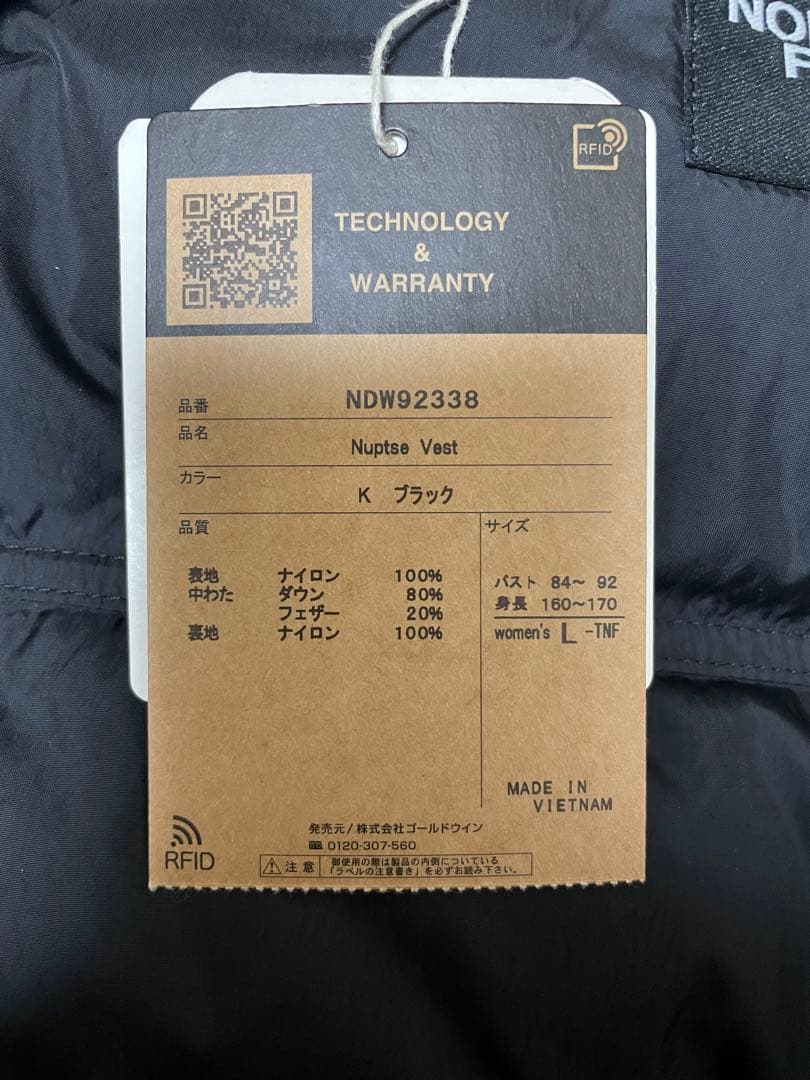 NO
F
RFID
TECHNOLOGY
&
WARRANTY
品番 NDW92338
品名
Nuptse Vest
カラー
K ブラック
品質
サイズ
表地 ナイロン 100%
中わた ダウン 80%
フェザー 20%
裏地 ナイロン 100%
バスト 84～ 92
身長 160～170
women's L -TNF
MADE IN
VIETNAM
RFID
発売元/株式会社ゴールドウイン
0120-307-560
注意
御使用の際は製品の内側についている
「ラベルの注意書き」を必ずお読み下さい。